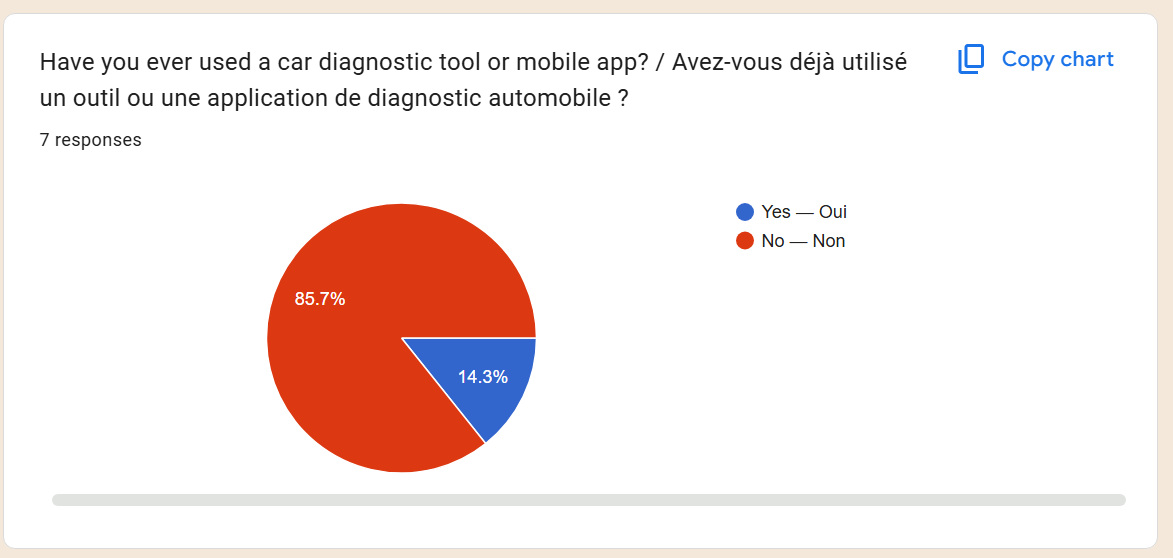 Have you ever used a car diagnostic tool or mobile app? / Avez-vous déjà utilisé
un outil ou une application de diagnostic automobile ?
Copy chart
7 responses
Yes — Oui
No — Non
85.7%
14.3%